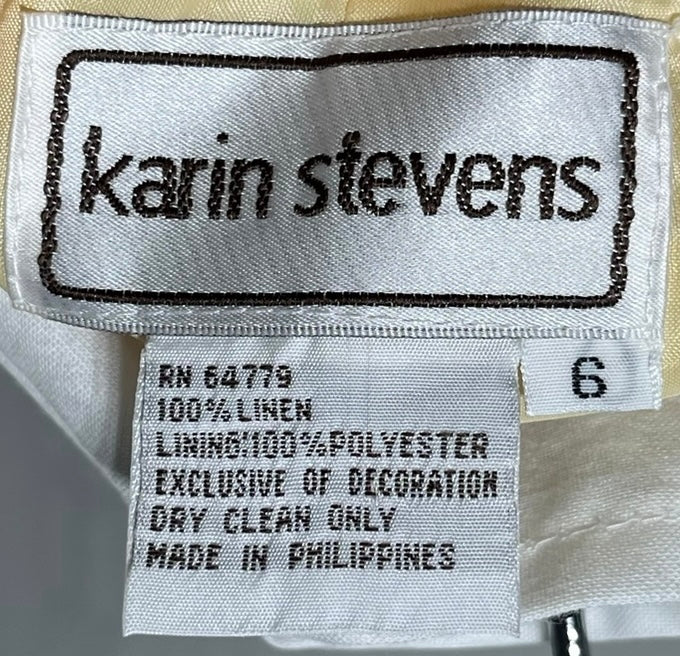 karin stevens
6
RN 64779
100% LINEN
LINING:100%POLYESTER
EXCLUSIVE OF DECORATION
DRY CLEAN ONLY
MADE IN PHILIPPINES